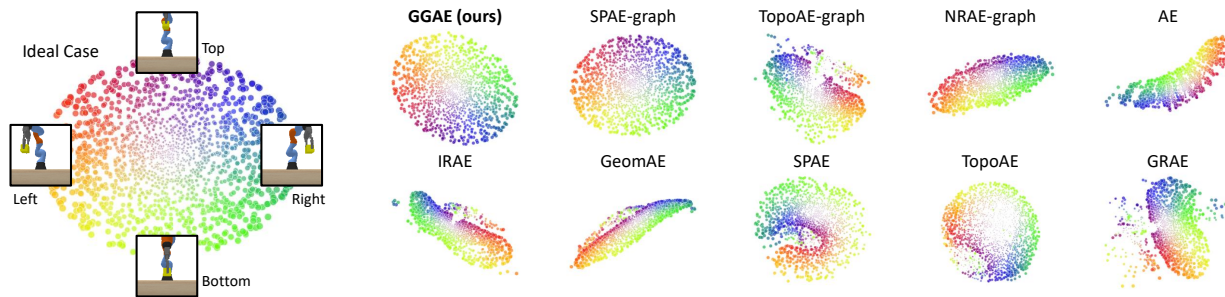 Ideal Case
Top
Left
Right
Bottom
GGAE (ours)
SPAE-graph
TopoAE-graph
NRAE-graph
AE
IRAE
GeomAE
SPAE
TopoAE
GRAE